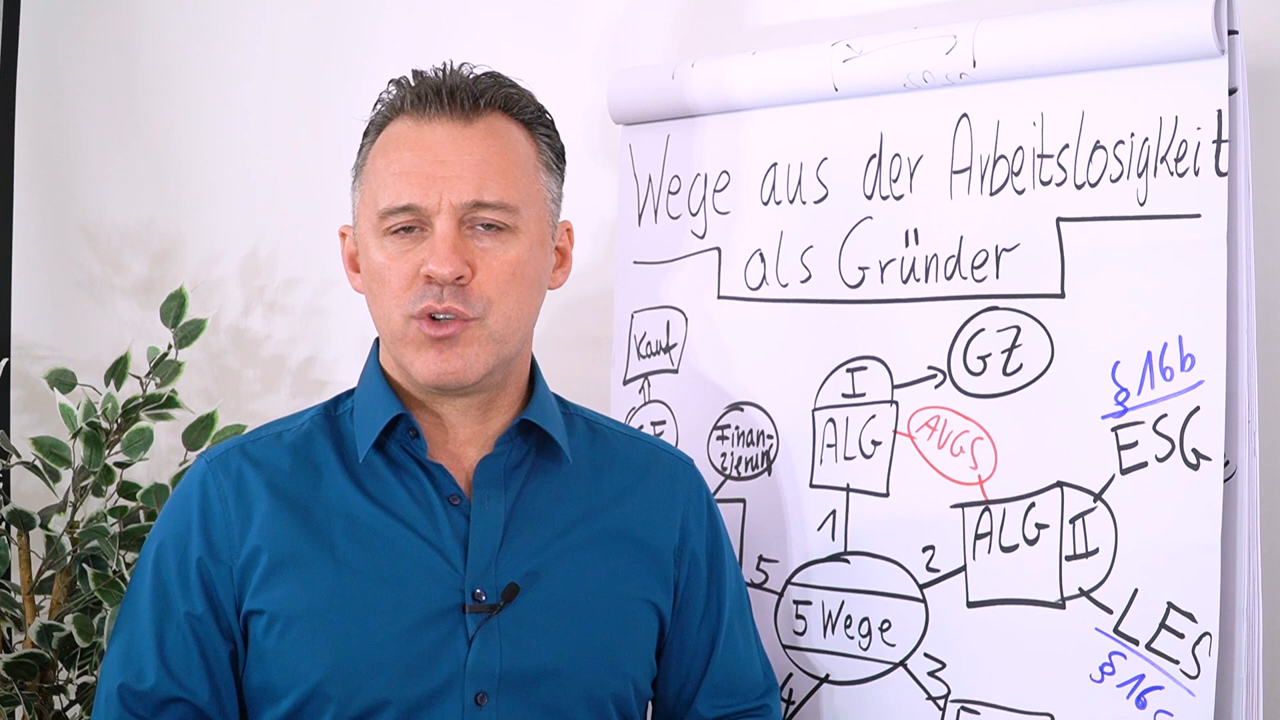 Wege aus der Arbeitslosigkeit
als Gründer
Kauf
GZ
I
ALG
AVGS
Finan-
zierung
§ 16b
ESG
ALG II
1
2
5
5 Wege
LES
§ 16c
3
4